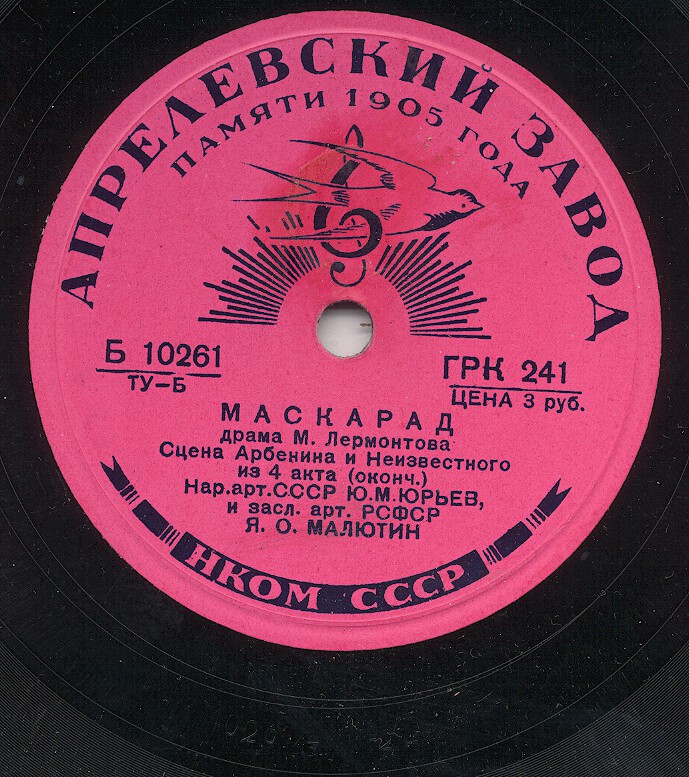 АПРЕЛЕВСКИЙ ЗАВОД
ПАМЯТИ 1905 ГОДА
Б 10261
ТУ-Б
ГРК 241
ЦЕНА 3 руб.
МАСКАРАД
драма М. Лермонтова
Сцена Арбенина и Неизвестного
из 4 акта (оконч.)
Нар.арт.СССР Ю.М.ЮРЬЕВ,
и засл. арт. РСФСР
Я. О. МАЛЮТИН
НКОМ СССР